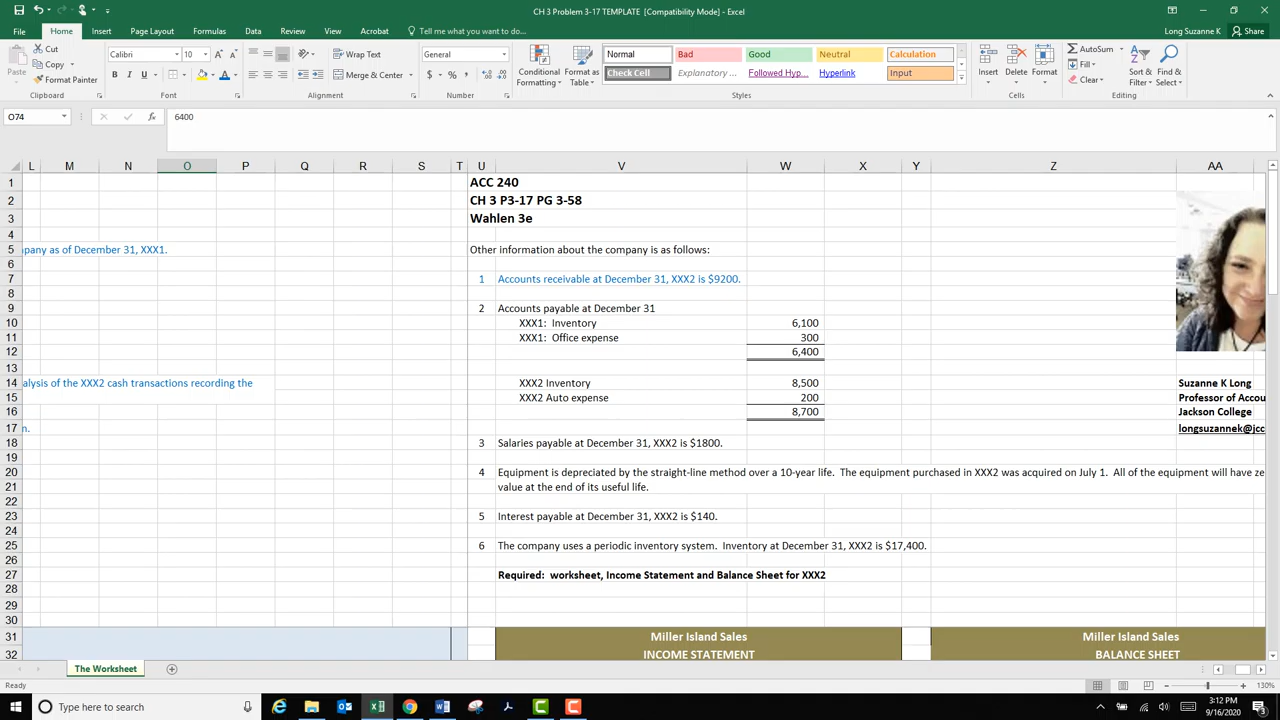 CH 3 Problem 3-17 TEMPLATE [Compatibility Mode] - Excel
Long Suzanne K
Share
File
Home
Insert
Page Layout
Formulas
Data
Review
View
Acrobat
Tell me what you want to do...
Paste
Cut
Copy
Format Painter
Calibri
10
Wrap Text
Merge & Center
General
Conditional Formatting
Format as Table
Normal
Bad
Good
Neutral
Calculation
Check Cell
Explanatory ...
Followed Hyp...
Hyperlink
Input
Insert
Delete
Format
AutoSum
Fill
Clear
Sort & Filter
Find & Select
Clipboard
Font
Alignment
Number
Styles
Cells
Editing
O74
6400
L M N O P Q R S T U V W X Y Z AA
1 ACC 240
2 CH 3 P3-17 PG 3-58
3 Wahlen 3e
4
5 pany as of December 31, XXX1. Other information about the company is as follows:
6
7 1 Accounts receivable at December 31, XXX2 is $9200.
8
9 2 Accounts payable at December 31
10 XXX1: Inventory 6,100
11 XXX1: Office expense 300
12 6,400
13
14 alysis of the XXX2 cash transactions recording the XXX2 Inventory 8,500 Suzanne K Long
15 XXX2 Auto expense 200 Professor of Accou
16 8,700 Jackson College
17 n. longsuzannek@jcc
18 3 Salaries payable at December 31, XXX2 is $1800.
19
20 4 Equipment is depreciated by the straight-line method over a 10-year life. The equipment purchased in XXX2 was acquired on July 1. All of the equipment will have ze
21 value at the end of its useful life.
22
23 5 Interest payable at December 31, XXX2 is $140.
24
25 6 The company uses a periodic inventory system. Inventory at December 31, XXX2 is $17,400.
26
27 Required: worksheet, Income Statement and Balance Sheet for XXX2
28
29
30
31 Miller Island Sales Miller Island Sales
32 INCOME STATEMENT BALANCE SHEET
The Worksheet
Ready
130%
Type here to search
3:12 PM
9/16/2020